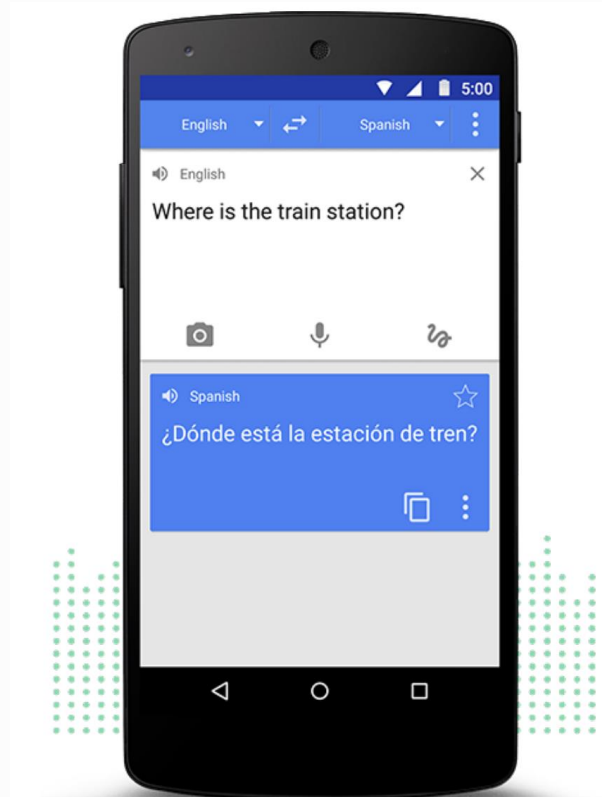 5:00
English Spanish
English
Where is the train station?
Spanish
¿Dónde está la estación de tren?